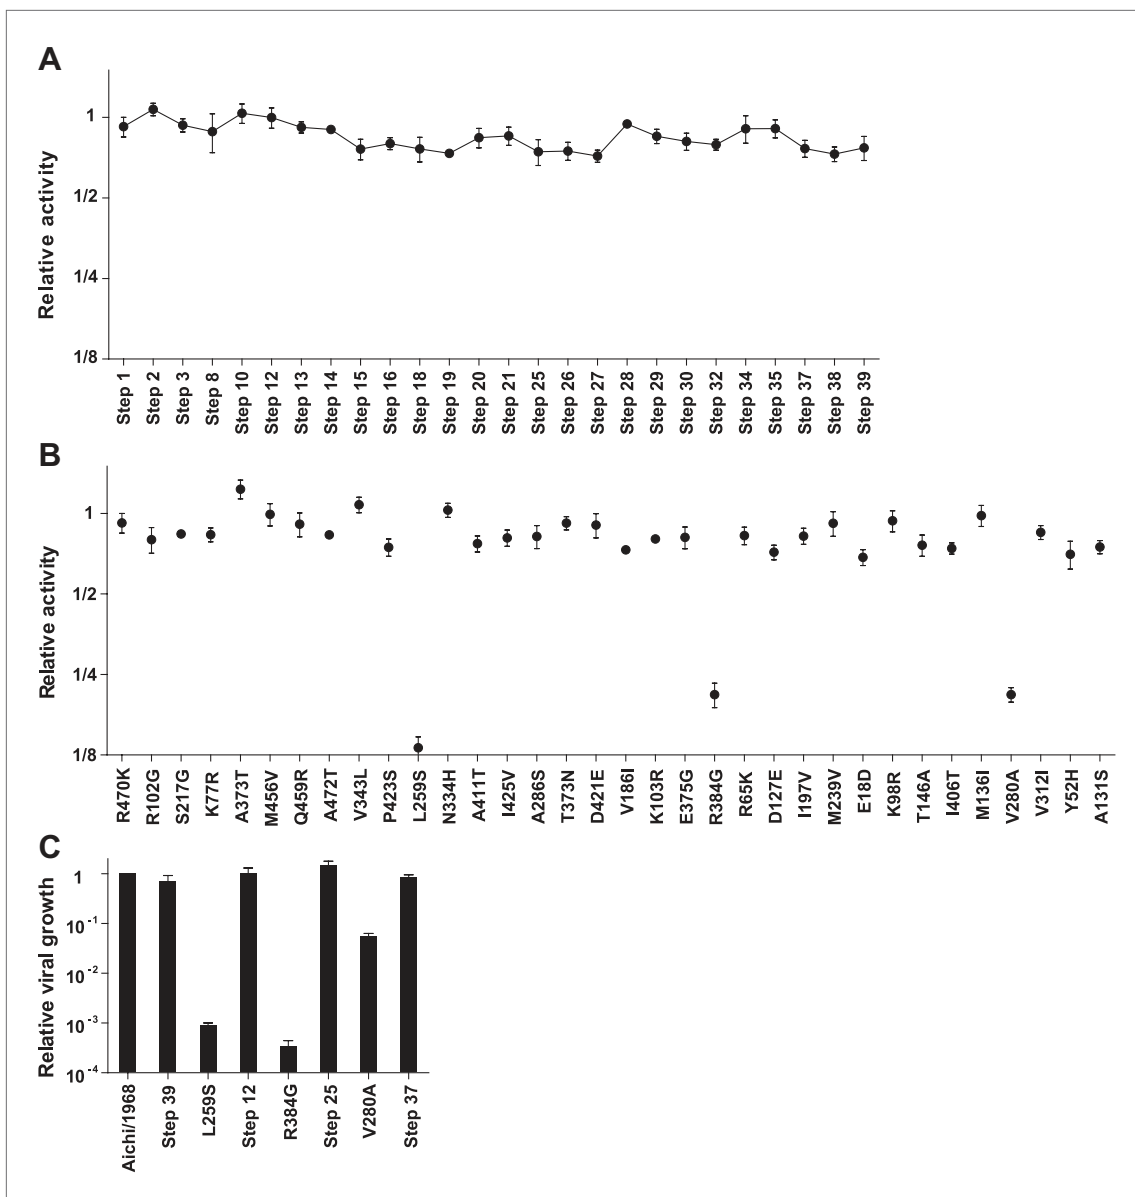 A
Relative activity
1
1/2
1/4
1/8
Step 1
Step 2
Step 3
Step 8
Step 10
Step 12
Step 13
Step 14
Step 15
Step 16
Step 18
Step 19
Step 20
Step 21
Step 25
Step 26
Step 27
Step 28
Step 29
Step 30
Step 32
Step 34
Step 35
Step 37
Step 38
Step 39
B
Relative activity
1
1/2
1/4
1/8
R470K
R102G
S217G
K77R
A373T
M456V
Q459R
A472T
V343L
P423S
L259S
N334H
A411T
I425V
A286S
T373N
D421E
V186I
K103R
E375G
R384G
R65K
D127E
I197V
M239V
E18D
K98R
T146A
I406T
M136I
V280A
V312I
Y52H
A131S
C
Relative viral growth
1
10-1
10-2
10-3
10-4
Aichi/1968
Step 39
L259S
Step 12
R384G
Step 25
V280A
Step 37